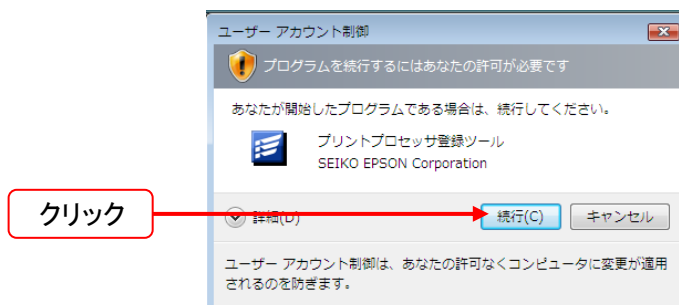 ユーザー アカウント制御
プログラムを続行するにはあなたの許可が必要です
あなたが開始したプログラムである場合は、続行してください。
プリントプロセッサ登録ツール
SEIKO EPSON Corporation
クリック
詳細(D)
続行(C)
キャンセル
ユーザー アカウント制御は、あなたの許可なくコンピュータに変更が適用
されるのを防ぎます。